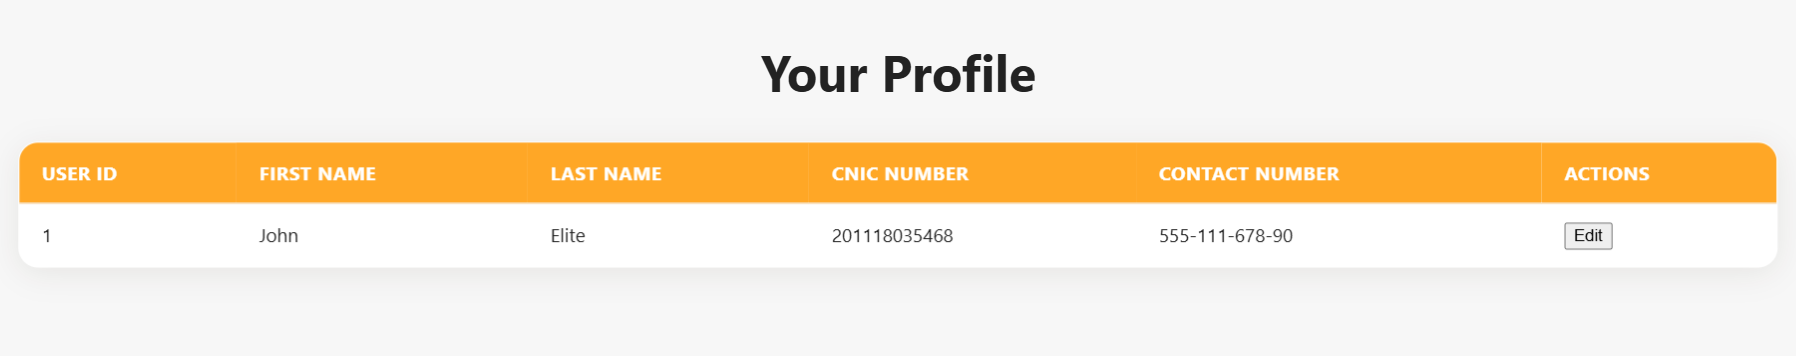 Your Profile
USER ID FIRST NAME LAST NAME CNIC NUMBER CONTACT NUMBER ACTIONS
1 John Elite 201118035468 555-111-678-90 Edit